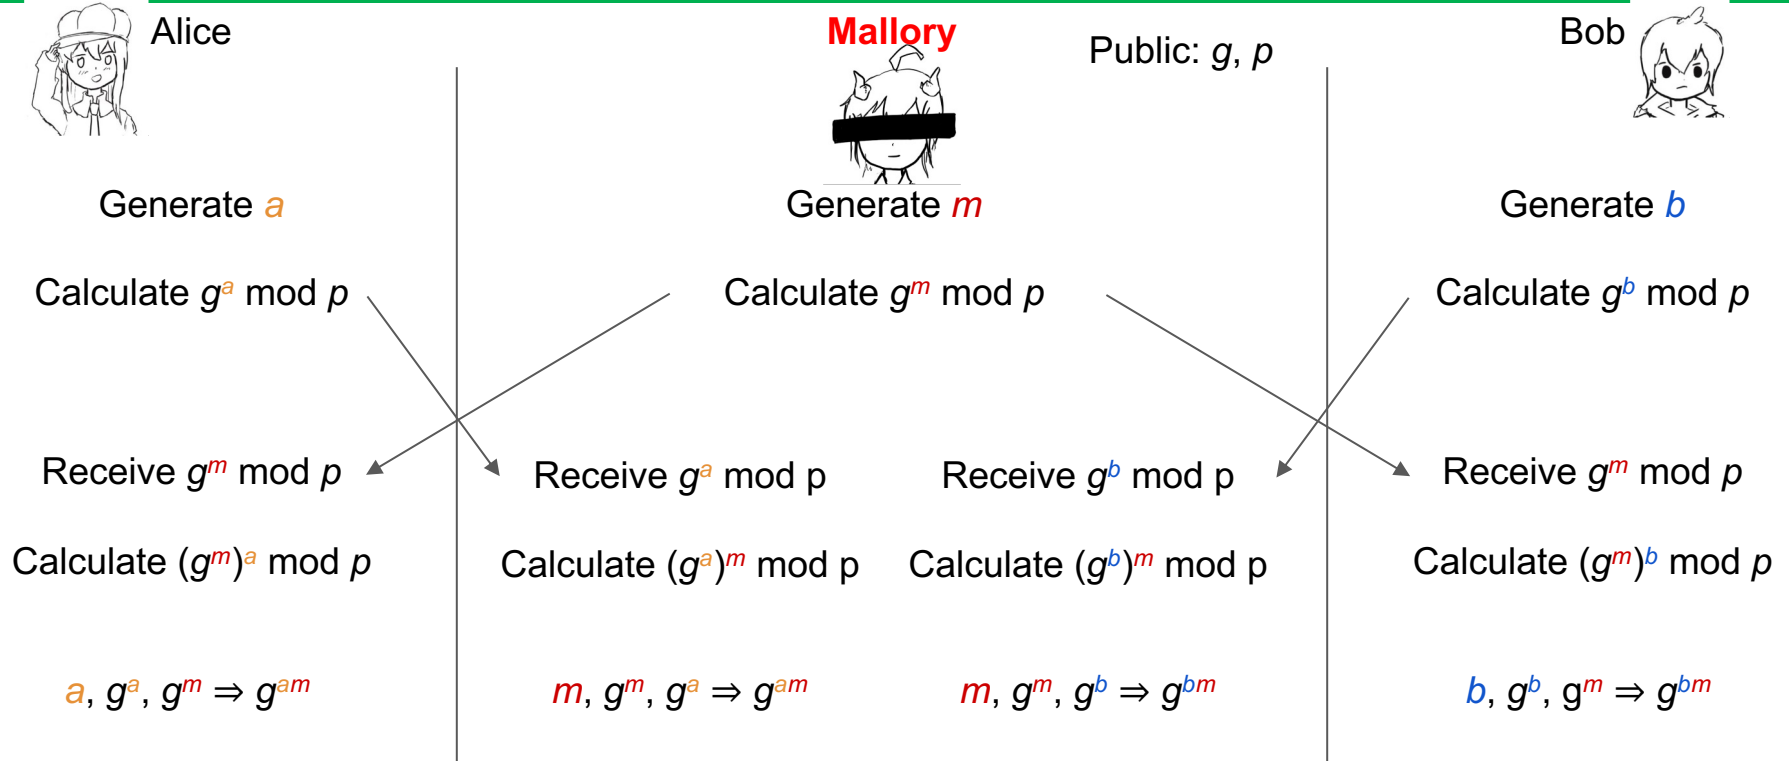 Alice
Mallory
Public: g, p
Bob
Generate a
Generate m
Generate b
Calculate gᵃ mod p
Calculate gᵐ mod p
Calculate gᵇ mod p
Receive gᵐ mod p
Receive gᵃ mod p
Receive gᵇ mod p
Receive gᵐ mod p
Calculate (gᵐ)ᵃ mod p
Calculate (gᵃ)ᵐ mod p
Calculate (gᵇ)ᵐ mod p
Calculate (gᵐ)ᵇ mod p
a, gᵃ, gᵐ ⇒ gᵃᵐ
m, gᵐ, gᵃ ⇒ gᵃᵐ
m, gᵐ, gᵇ ⇒ gᵇᵐ
b, gᵇ, gᵐ ⇒ gᵇᵐ